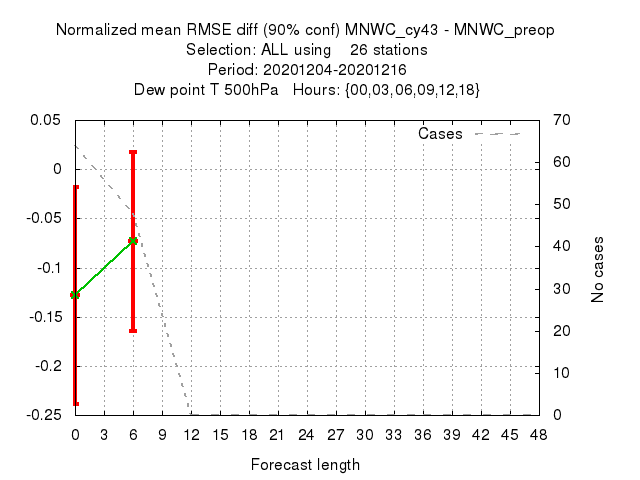 Normalized mean RMSE diff (90% conf) MNWC_cy43 - MNWC_preop
Selection: ALL using    26 stations
Period: 20201204-20201216
Dew point T 500hPa   Hours: {00,03,06,09,12,18}
0.05
0
-0.05
-0.1
-0.15
-0.2
-0.25
Cases
70
60
50
40
30
20
10
0
No cases
0 3 6 9 12 15 18 21 24 27 30 33 36 39 42 45 48
Forecast length